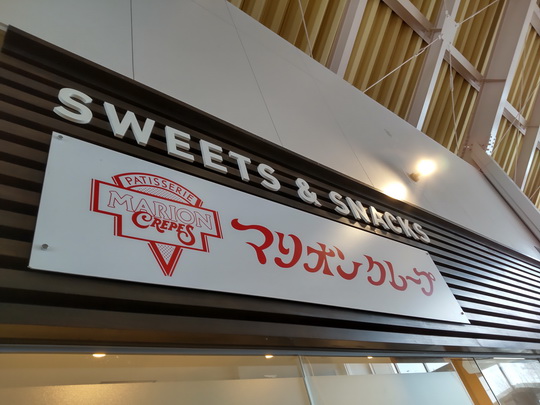 SWEETS & SNACKS
PATISSERIE
MARION
CREPES
マリオンクレープ